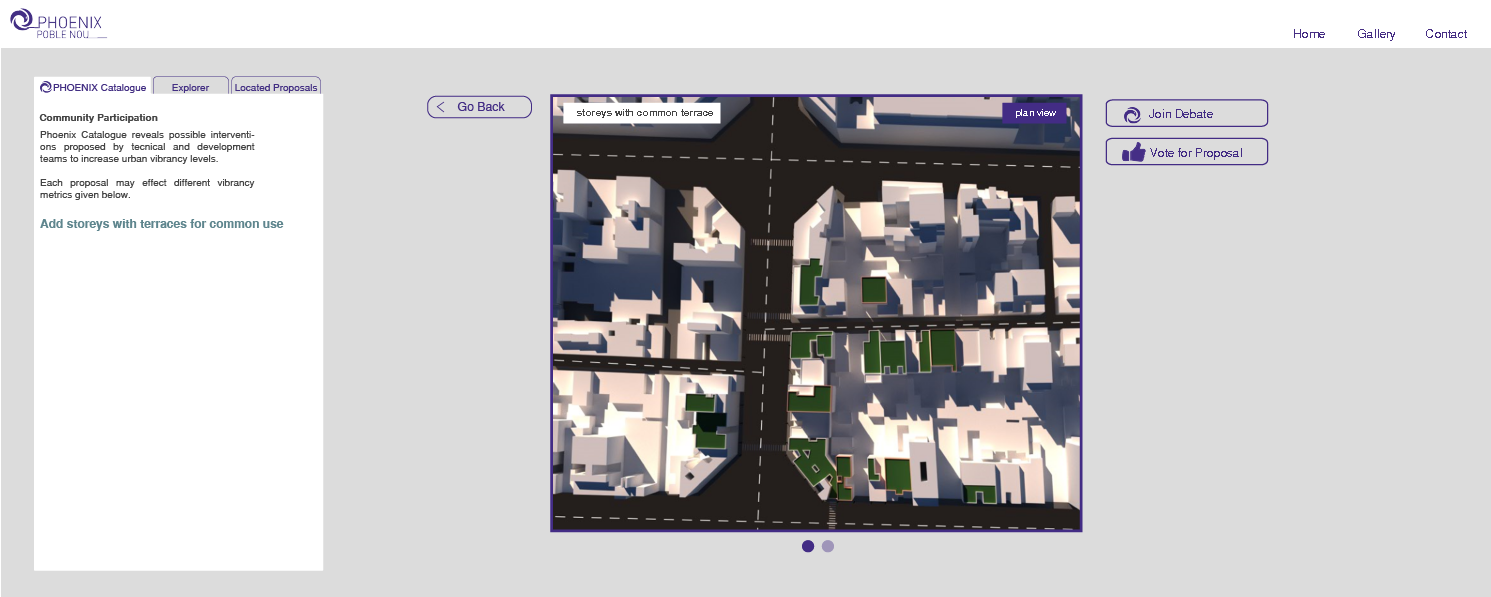 PHOENIX
POBLE NOU
Home Gallery Contact
PHOENIX Catalogue Explorer Located Proposals
Community Participation
Phoenix Catalogue reveals possible interventi-
ons proposed by tecnical and development
teams to increase urban vibrancy levels.
Each proposal may effect different vibrancy
metrics given below.
Add storeys with terraces for common use
< Go Back
storeys with common terrace
plan view
Join Debate
Vote for Proposal